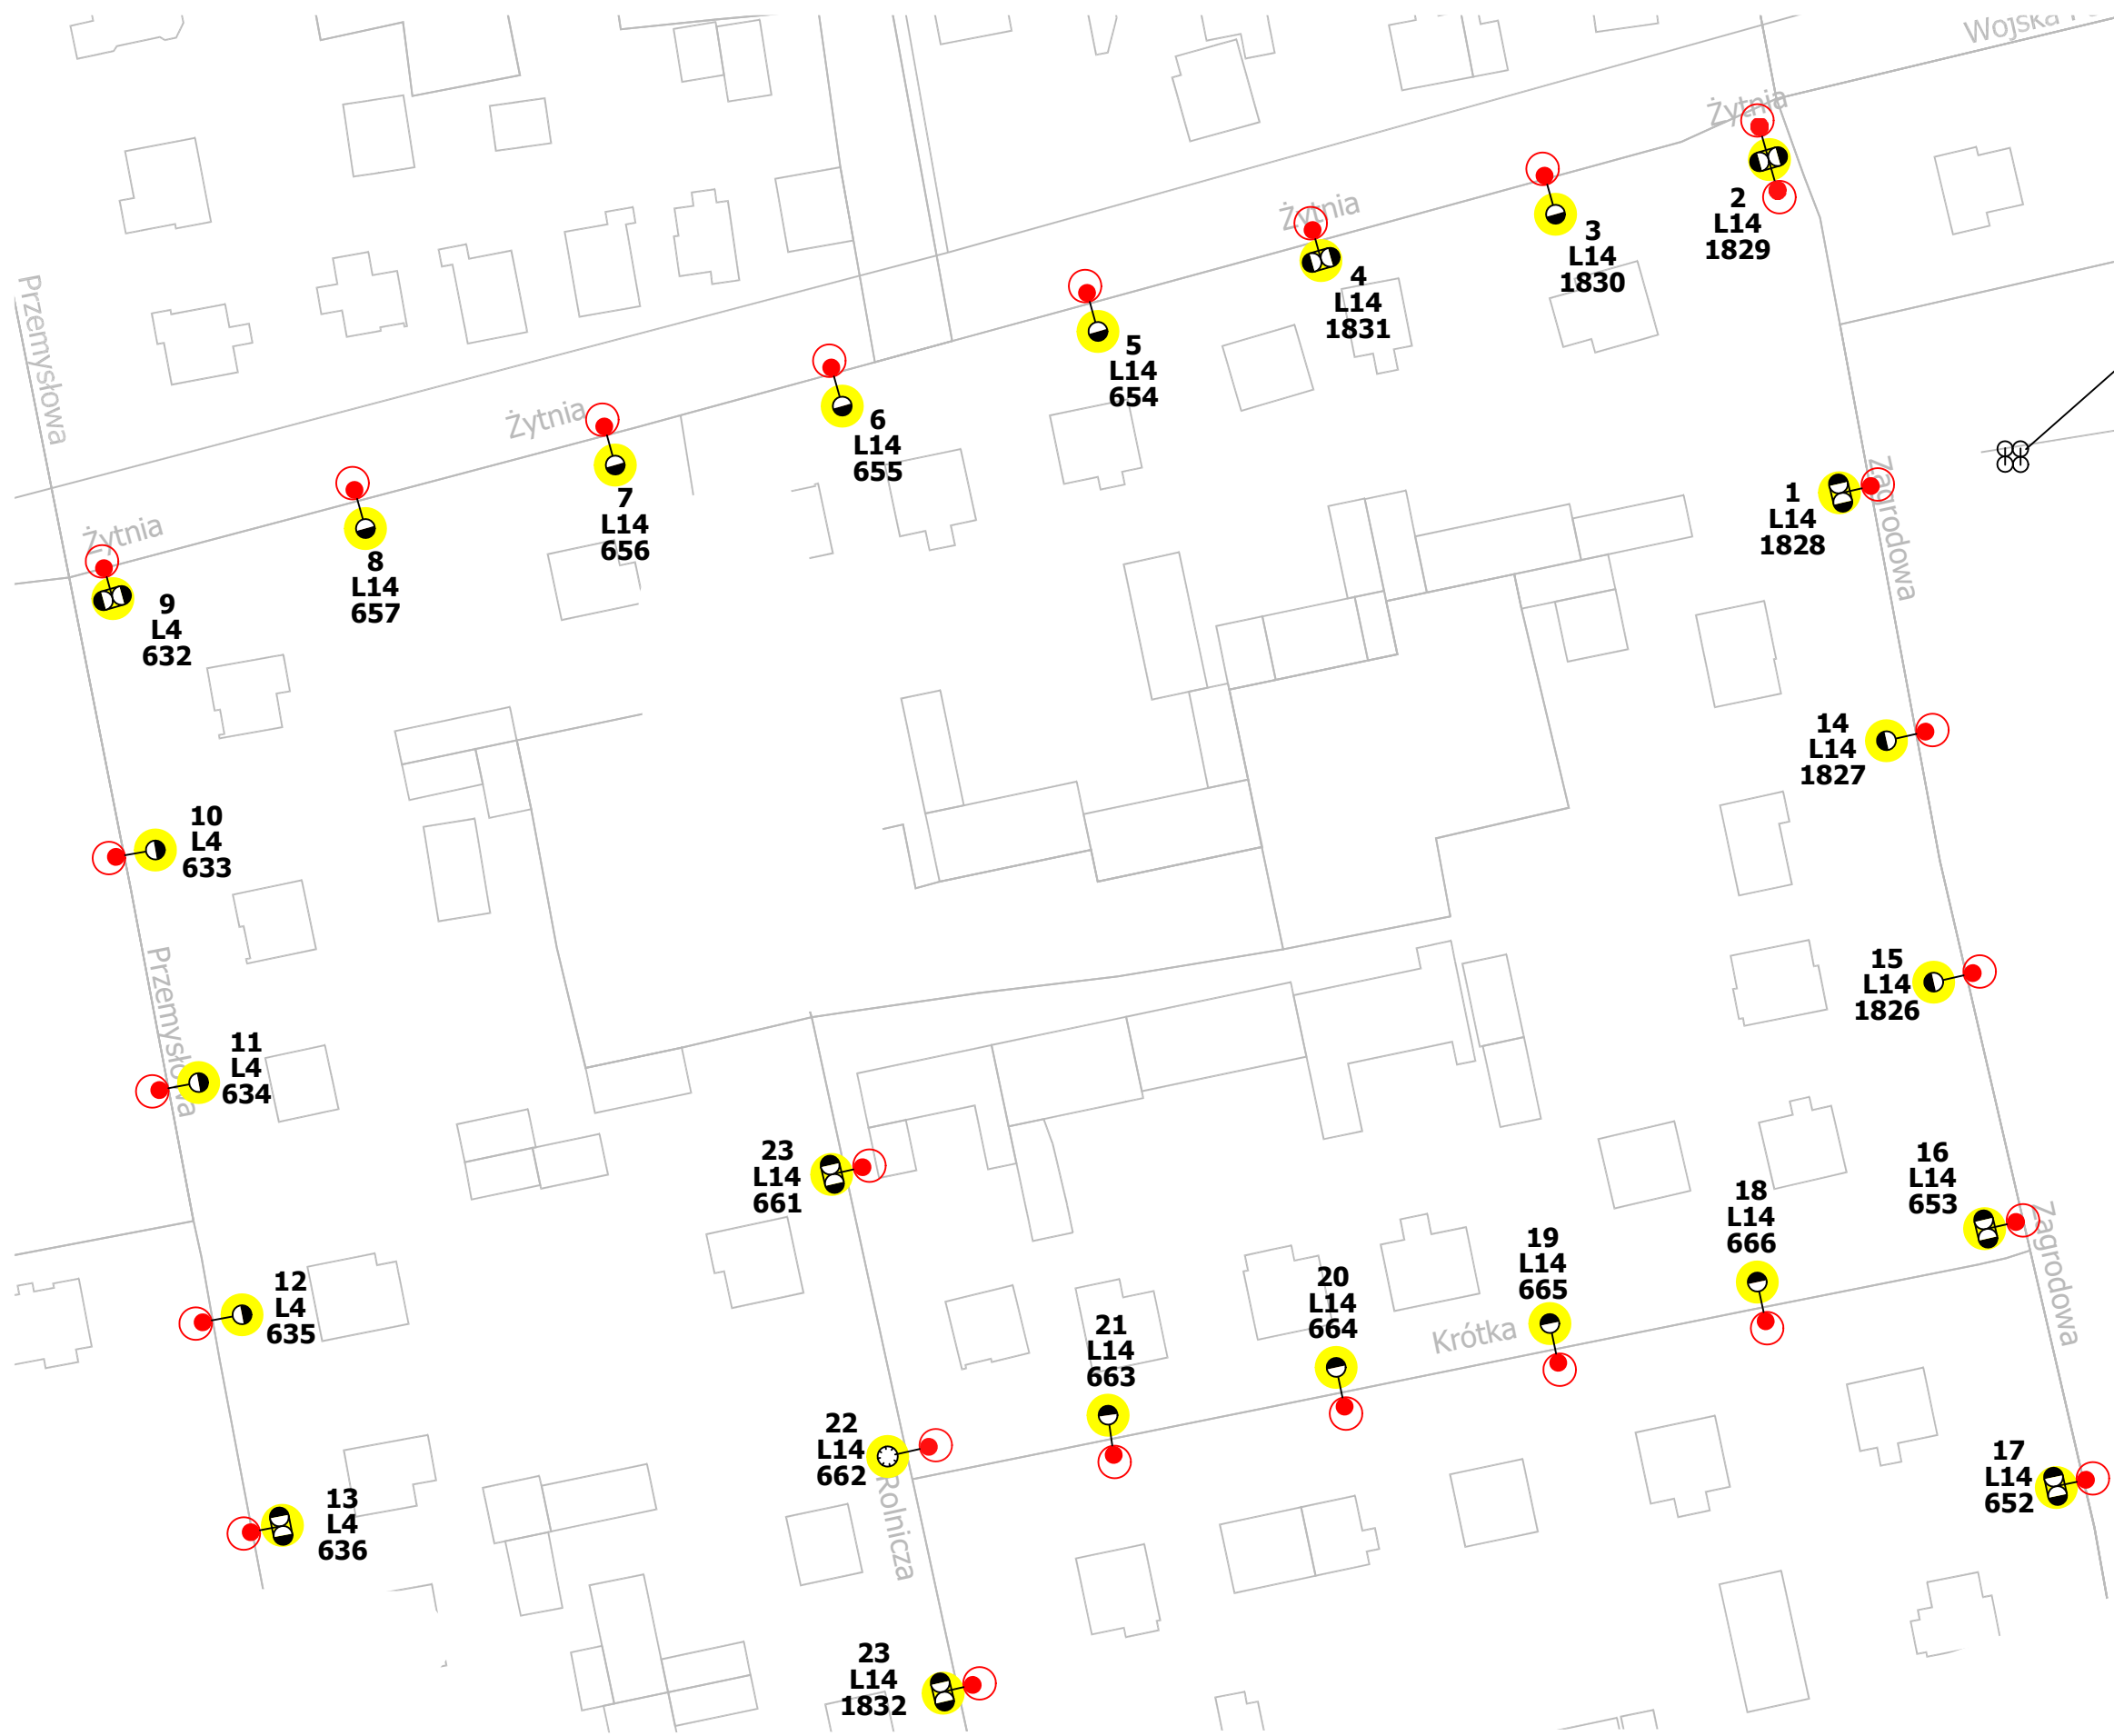 Żytnia
2
L14
1829
Żytnia
3
L14
1830
4
L14
1831
Przemysłowa
5
L14
654
Żytnia
6
L14
655
1
L14
1828
Zagrodowa
7
L14
656
Żytnia
8
L14
657
9
L4
632
14
L14
1827
10
L4
633
15
L14
1826
Przemysłowa
11
L4
634
23
L14
661
16
L14
653
18
L14
666
Zagrodowa
19
L14
665
12
L4
635
20
L14
664
21
L14
663
Krótka
22
L14
662
17
L14
652
Rolnicza
13
L4
636
23
L14
1832